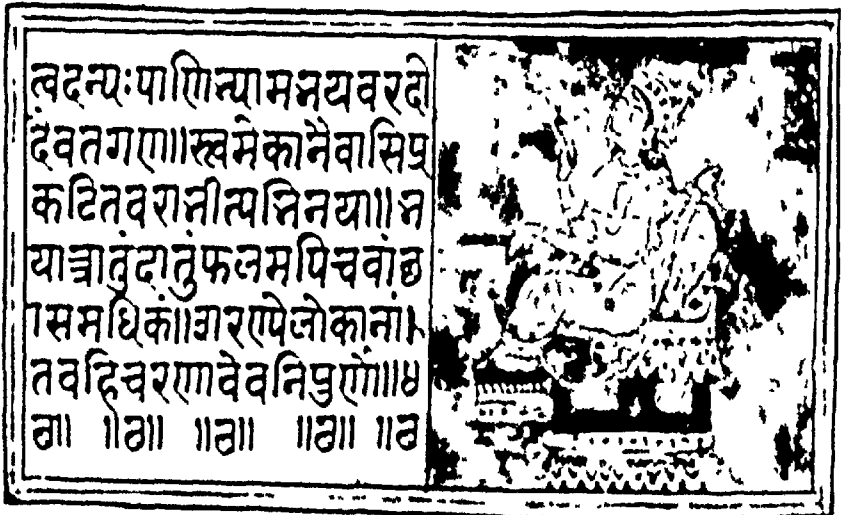 त्वदन्यःपाणिभ्यामभयवरदो
दैवतगण॥स्त्वमेकानैवासिप्र
कटितवराभीत्यभिनया॥भ
यात्रातुंदातुंफलमपिचवांछ
ासमधिकं॥शरण्येलोकानां
तवहिचरणावेवनिपुणौ॥४
छ॥ ॥छ॥ ॥छ॥ ॥छ॥ ॥छ